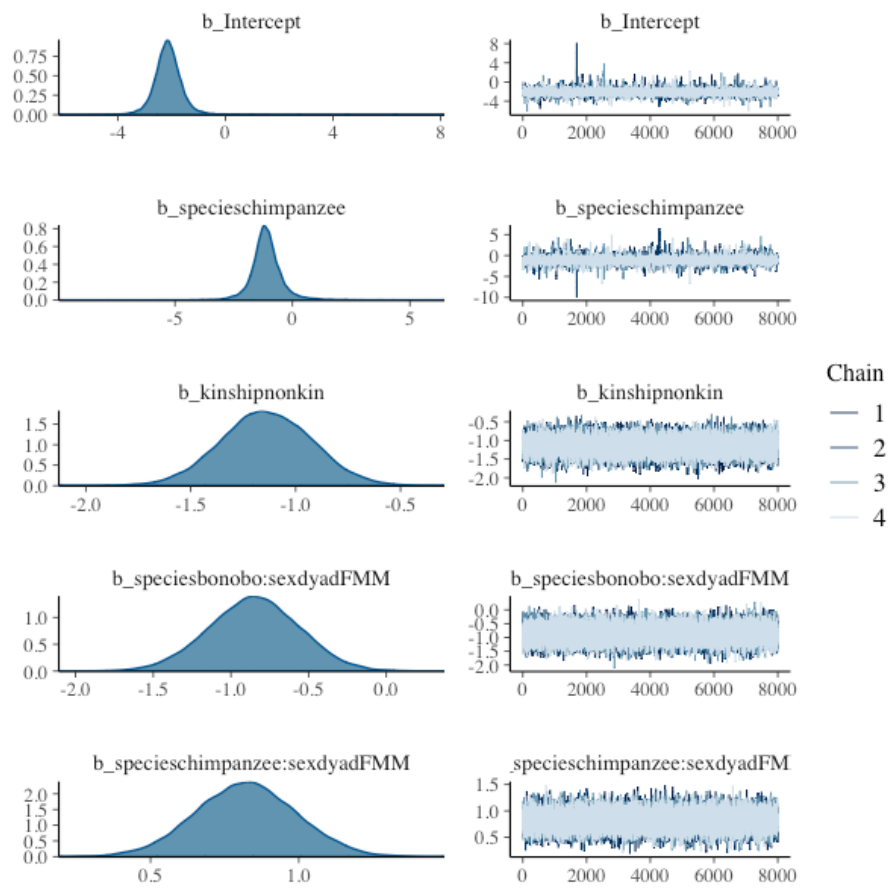 b_Intercept
b_Intercept
0.75
0.50
0.25
0.00
-4 0 4 8
8
4
0
-4
0 2000 4000 6000 8000
b_specieschimpanzee
b_specieschimpanzee
0.8
0.6
0.4
0.2
0.0
-5 0 5
5
0
-5
-10
0 2000 4000 6000 8000
b_kinshipnonkin
b_kinshipnonkin
1.5
1.0
0.5
0.0
-2.0 -1.5 -1.0 -0.5
-0.5
-1.0
-1.5
-2.0
0 2000 4000 6000 8000
b_speciesbonobo:sexdyadFMM
b_speciesbonobo:sexdyadFMM
1.0
0.5
0.0
-2.0 -1.5 -1.0 -0.5 0.0
0.0
-0.5
-1.0
-1.5
-2.0
0 2000 4000 6000 8000
b_specieschimpanzee:sexdyadFMM
_specieschimpanzee:sexdyadFM
2.0
1.5
1.0
0.5
0.0
0.5 1.0
1.5
1.0
0.5
0 2000 4000 6000 8000
Chain
1
2
3
4